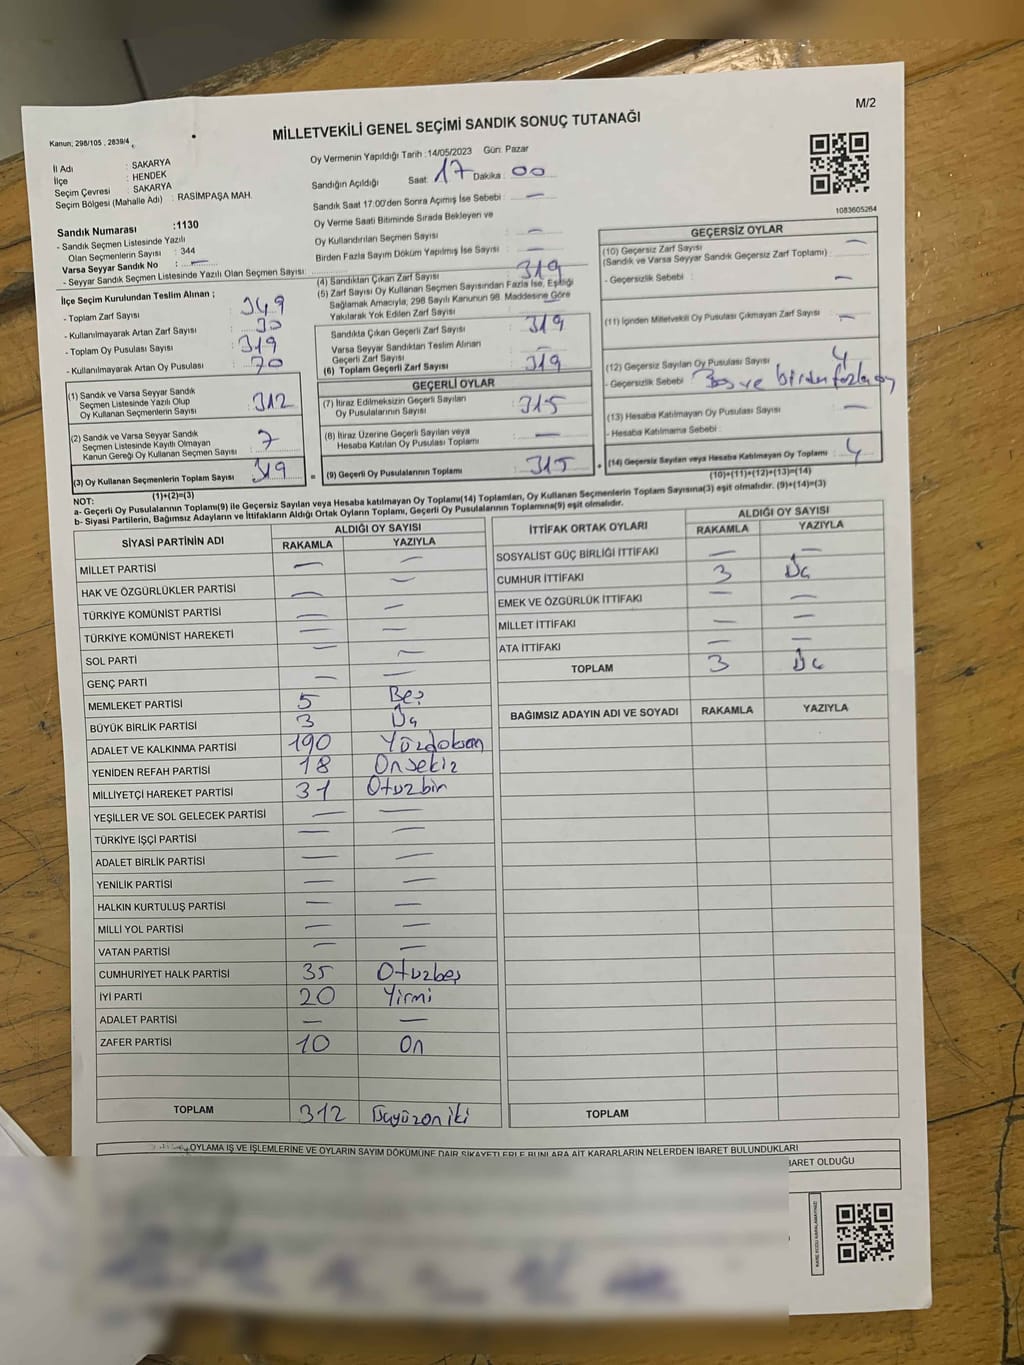 M/2
Kanun; 298/105 , 2839/4
MİLLETVEKİLİ GENEL SEÇİMİ SANDIK SONUÇ TUTANAĞI
İl Adı : SAKARYA
İlçe : HENDEK
Seçim Çevresi : SAKARYA
Seçim Bölgesi (Mahalle Adı) : RASİMPAŞA MAH.
Oy Vermenin Yapıldığı Tarih :14/05/2023 Gün: Pazar
Sandığın Açıldığı Saat: 17 Dakika : 00
Sandık Saat 17:00'den Sonra Açılmış İse Sebebi : —
Oy Verme Saati Bitiminde Sırada Bekleyen ve
Oy Kullandırılan Seçmen Sayısı : —
Birden Fazla Sayım Döküm Yapılmış İse Sayısı : —
1083605264
Sandık Numarası :1130
- Sandık Seçmen Listesinde Yazılı
Olan Seçmenlerin Sayısı : 344
Varsa Seyyar Sandık No : —
- Seyyar Sandık Seçmen Listesinde Yazılı Olan Seçmen Sayısı :
İlçe Seçim Kurulundan Teslim Alınan ;
- Toplam Zarf Sayısı : 349
- Kullanılmayarak Artan Zarf Sayısı : 30
- Toplam Oy Pusulası Sayısı : 319
- Kullanılmayarak Artan Oy Pusulası : 70
(1) Sandık ve Varsa Seyyar Sandık
Seçmen Listesinde Yazılı Olup
Oy Kullanan Seçmenlerin Sayısı : 312
(2) Sandık ve Varsa Seyyar Sandık
Seçmen Listesinde Kayıtlı Olmayan
Kanun Gereği Oy Kullanan Seçmen Sayısı : 7
(3) Oy Kullanan Seçmenlerin Toplam Sayısı : 319
(1)+(2)=(3)
(4) Sandıktan Çıkan Zarf Sayısı : 319
(5) Zarf Sayısı Oy Kullanan Seçmen Sayısından Fazla İse, Eşitliği
Sağlamak Amacıyla, 298 Sayılı Kanunun 98. Maddesine Göre
Yakılarak Yok Edilen Zarf Sayısı : —
Sandıkta Çıkan Geçerli Zarf Sayısı : 319
Varsa Seyyar Sandıktan Teslim Alınan
Geçerli Zarf Sayısı : —
(6) Toplam Geçerli Zarf Sayısı : 319
GEÇERLİ OYLAR
(7) İtiraz Edilmeksizin Geçerli Sayılan
Oy Pusulalarının Sayısı : 315
(8) İtiraz Üzerine Geçerli Sayılan veya
Hesaba Katılan Oy Pusulası Toplamı : —
= (9) Geçerli Oy Pusulalarının Toplamı : 315
GEÇERSİZ OYLAR
(10) Geçersiz Zarf Sayısı : —
(Sandık ve Varsa Seyyar Sandık Geçersiz Zarf Toplamı)
- Geçersizlik Sebebi : —
(11) İçinden Milletvekili Oy Pusulası Çıkmayan Zarf Sayısı : —
(12) Geçersiz Sayılan Oy Pusulası Sayısı : 4
- Geçersizlik Sebebi : Boş ve birden fazla oy
(13) Hesaba Katılmayan Oy Pusulası Sayısı : —
- Hesaba Katılmama Sebebi :
+ (14) Geçersiz Sayılan veya Hesaba Katılmayan Oy Toplamı : 4
(10)+(11)+(12)+(13)=(14)
NOT:
a- Geçerli Oy Pusulalarının Toplamı(9) ile Geçersiz Sayılan veya Hesaba katılmayan Oy Toplamı(14) Toplamları, Oy Kullanan Seçmenlerin Toplam Sayısına(3) eşit olmalıdır. (9)+(14)=(3)
b- Siyasi Partilerin, Bağımsız Adayların ve İttifakların Aldığı Ortak Oyların Toplamı, Geçerli Oy Pusulalarının Toplamına(9) eşit olmalıdır.
SİYASİ PARTİNİN ADI ALDIĞI OY SAYISI
RAKAMLA YAZIYLA
MİLLET PARTİSİ — —
HAK VE ÖZGÜRLÜKLER PARTİSİ — —
TÜRKİYE KOMÜNİST PARTİSİ — —
TÜRKİYE KOMÜNİST HAREKETİ — —
SOL PARTİ — —
GENÇ PARTİ — —
MEMLEKET PARTİSİ 5 Beş
BÜYÜK BİRLİK PARTİSİ 3 Üç
ADALET VE KALKINMA PARTİSİ 190 Yüzdoksan
YENİDEN REFAH PARTİSİ 18 Onsekiz
MİLLİYETÇİ HAREKET PARTİSİ 31 Otuzbir
YEŞİLLER VE SOL GELECEK PARTİSİ — —
TÜRKİYE İŞÇİ PARTİSİ — —
ADALET BİRLİK PARTİSİ — —
YENİLİK PARTİSİ — —
HALKIN KURTULUŞ PARTİSİ — —
MİLLİ YOL PARTİSİ — —
VATAN PARTİSİ — —
CUMHURİYET HALK PARTİSİ 35 Otuzbeş
İYİ PARTİ 20 Yirmi
ADALET PARTİSİ — —
ZAFER PARTİSİ 10 On
TOPLAM 312 Üçyüzoniki
İTTİFAK ORTAK OYLARI ALDIĞI OY SAYISI
RAKAMLA YAZIYLA
SOSYALİST GÜÇ BİRLİĞİ İTTİFAKI — —
CUMHUR İTTİFAKI 3 Üç
EMEK VE ÖZGÜRLÜK İTTİFAKI — —
MİLLET İTTİFAKI — —
ATA İTTİFAKI — —
TOPLAM 3 Üç
BAĞIMSIZ ADAYIN ADI VE SOYADI RAKAMLA YAZIYLA
TOPLAM
OYLAMA İŞ VE İŞLEMLERİNE VE OYLARIN SAYIM DÖKÜMÜNE DAİR ŞİKAYETLERLE BUNLARA AİT KARARLARIN NELERDEN İBARET BULUNDUKLARI
İBARET OLDUĞU